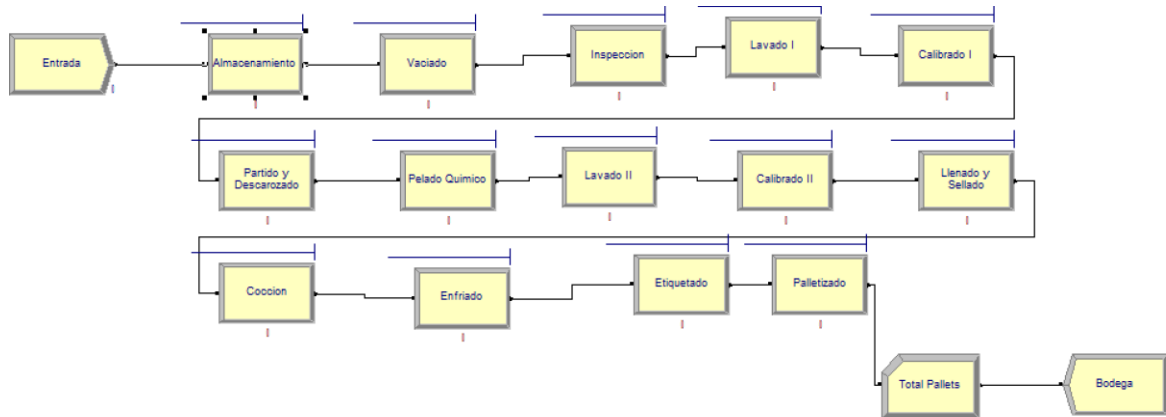 Entrada
Almacenamiento
Vaciado
Inspeccion
Lavado I
Calibrado I
Partido y
Descarozado
Pelado Quimico
Lavado II
Calibrado II
Llenado y
Sellado
Coccion
Enfriado
Etiquetado
Palletizado
Total Pallets
Bodega